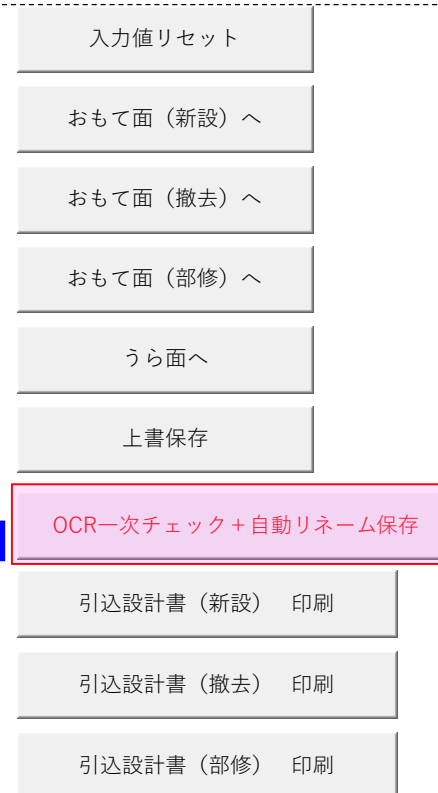 入力値リセット
おもて面（新設）へ
おもて面（撤去）へ
おもて面（部修）へ
うら面へ
上書保存
OCR一次チェック＋自動リネーム保存
引込設計書（新設）　印刷
引込設計書（撤去）　印刷
引込設計書（部修）　印刷